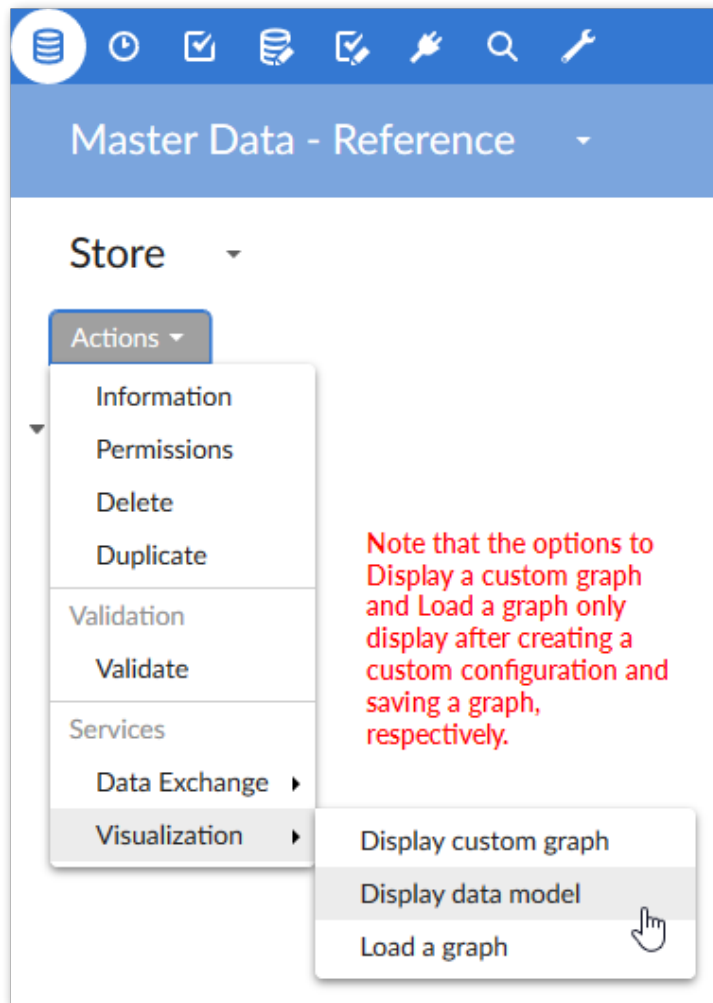 Master Data - Reference
Store
Actions
Information
Permissions
Delete
Duplicate
Validation
Validate
Services
Data Exchange
Visualization
Note that the options to
Display a custom graph
and Load a graph only
display after creating a
custom configuration and
saving a graph,
respectively.
Display custom graph
Display data model
Load a graph